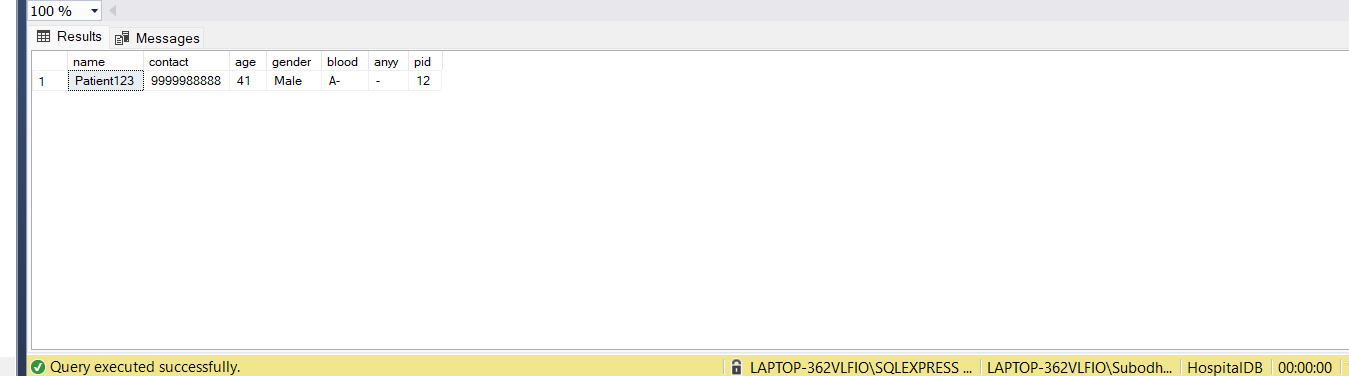 100 %
Results Messages
name contact age gender blood anyy pid
1 Patient123 9999988888 41 Male A- - 12
Query executed successfully. LAPTOP-362VLFIO\SQLEXPRESS ... LAPTOP-362VLFIO\Subodh... HospitalDB 00:00:00